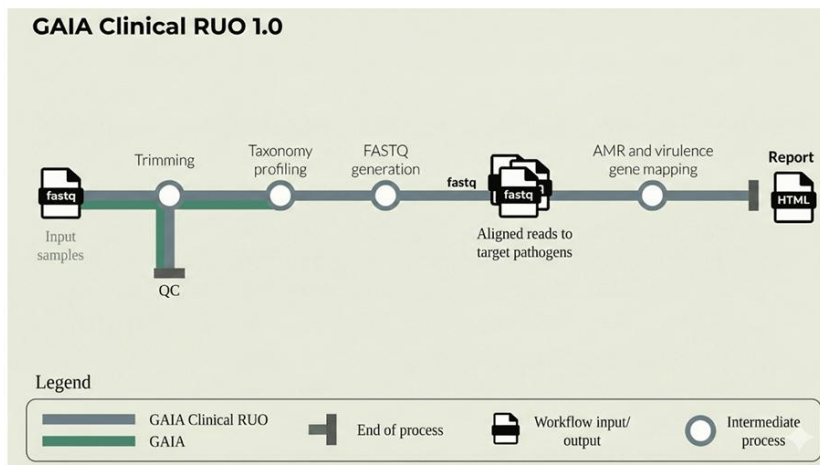 GAIA Clinical RUO 1.0
Trimming
Taxonomy
profiling
FASTQ
generation
AMR and virulence
gene mapping
Report
fastq
fastq
fastq
HTML
Input
samples
Aligned reads to
target pathogens
QC
Legend
GAIA Clinical RUO
GAIA
End of process
Workflow input/
output
Intermediate
process